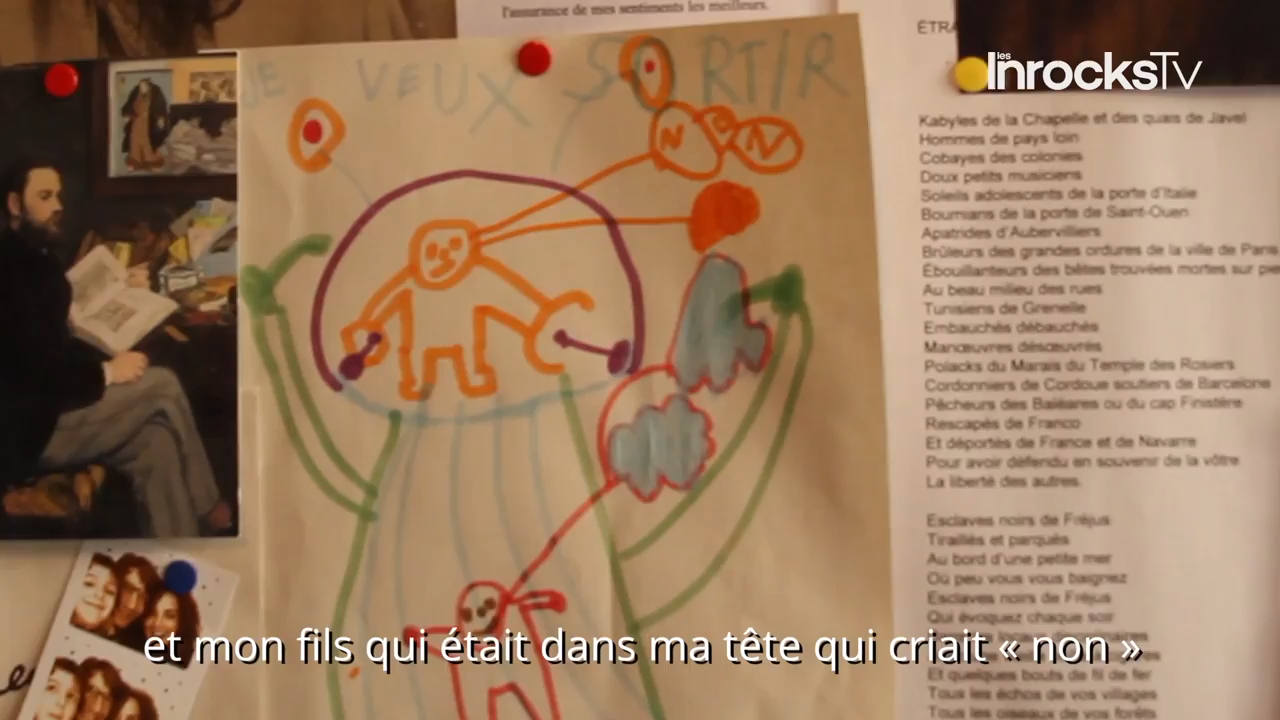 l'assurance de mes sentiments les meilleurs.
les
InrocksTV
JE VEUX SORTIR
NON
Kabyles de la Chapelle et des quais de Javel
Hommes de pays loin
Cobayes des colonies
Doux petits musiciens
Soleils adolescents de la porte d'Italie
Boumians de la porte de Saint-Ouen
Apatrides d'Aubervilliers
Brûleurs des grandes ordures de la ville de Paris
Ébouillanteurs des bêtes trouvées mortes sur
Au beau milieu des rues
Tunisiens de Grenelle
Embauchés débauchés
Manœuvres désœuvrés
Polacks du Marais du Temple des Rosiers
Cordonniers de Cordoue soutiers de Barcelone
Pêcheurs des Baléares ou du cap Finistère
Rescapés de Franco
Et déportés de France et de Navarre
Pour avoir défendu en souvenir de la vôtre
La liberté des autres.
Esclaves noirs de Fréjus
Tiraillés et parqués
Au bord d'une petite mer
Où peu vous vous baignez
Esclaves noirs de Fréjus
Qui évoquez chaque soir
et mon fils qui était dans ma tête qui criait « non »
Et quelques bouts de fil de fer
Tous les échos de vos villages
Tous les oiseaux de vos forêts